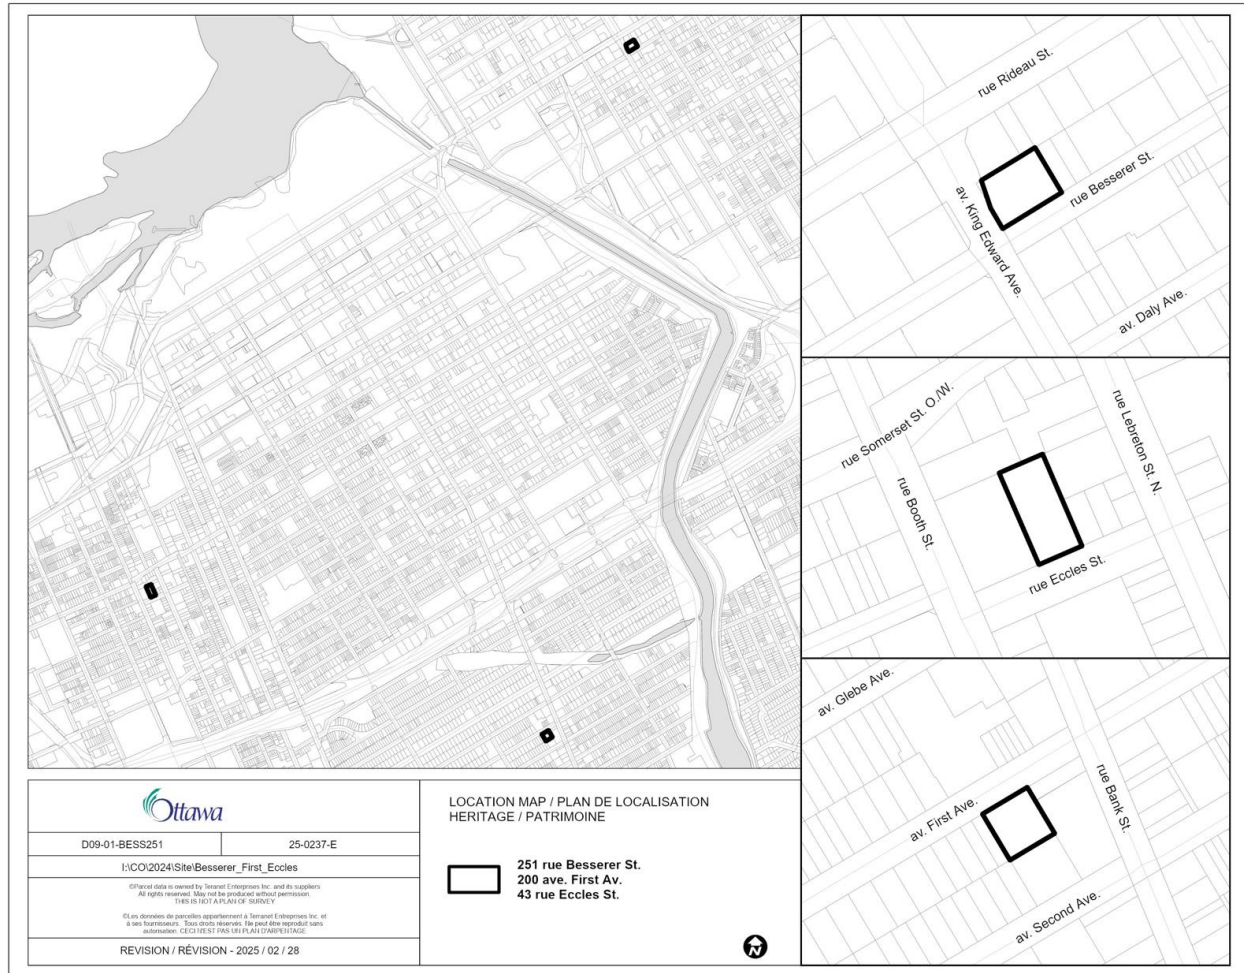 rue Rideau St.
rue Besserer St.
av. King Edward Ave.
av. Daly Ave.
rue Somerset St. O./W.
rue Lebreton St. N.
rue Booth St.
rue Eccles St.
av. Glebe Ave.
av. First Ave.
rue Bank St.
av. Second Ave.
Ottawa
D09-01-BESS251
25-0237-E
I:\CO\2024\Site\Besserer_First_Eccles
©Parcel data is owned by Teranet Enterprises Inc. and its suppliers
All rights reserved. May not be produced without permission.
THIS IS NOT A PLAN OF SURVEY
©Les données de parcelles appartiennent à Terranet Entreprises Inc. et
à ses fournisseurs. Tous droits réservés. Ne peut être reproduit sans
autorisation. CECI N'EST PAS UN PLAN D'ARPENTAGE
REVISION / RÉVISION - 2025 / 02 / 28
LOCATION MAP / PLAN DE LOCALISATION
HERITAGE / PATRIMOINE
251 rue Besserer St.
200 ave. First Av.
43 rue Eccles St.
N